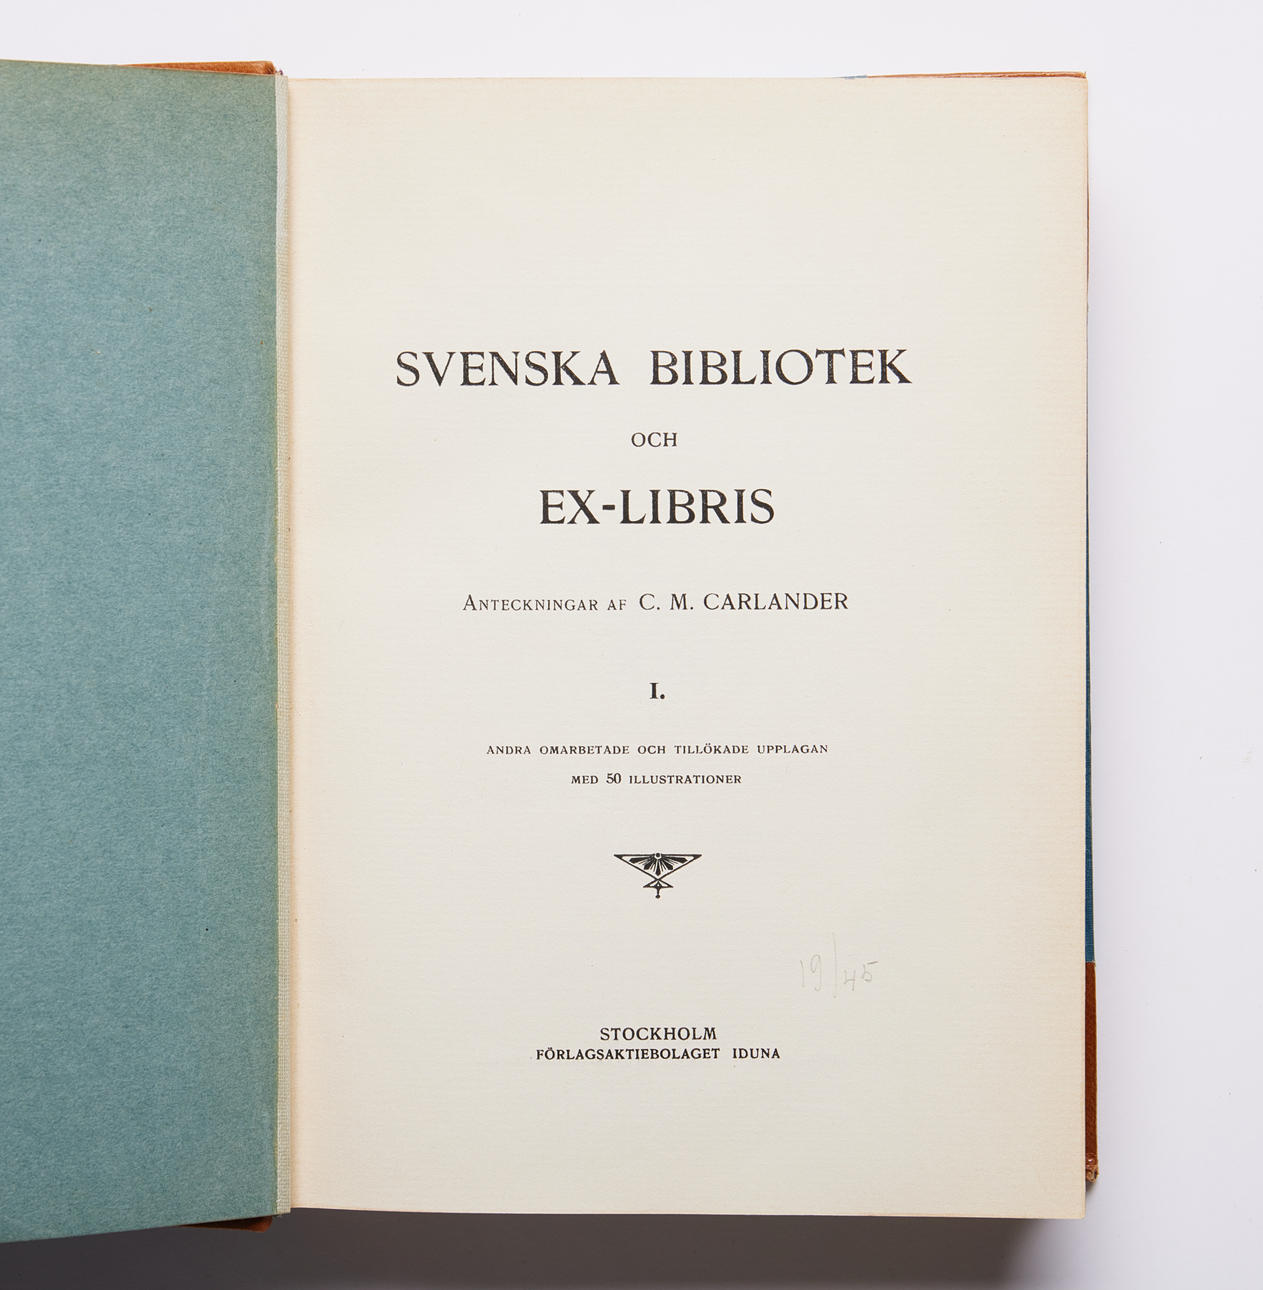 SVENSKA BIBLIOTEK
OCH
EX-LIBRIS
ANTECKNINGAR AF C. M. CARLANDER
I.
ANDRA OMARBETADE OCH TILLÖKADE UPPLAGAN
MED 50 ILLUSTRATIONER
19/45
STOCKHOLM
FÖRLAGSAKTIEBOLAGET IDUNA